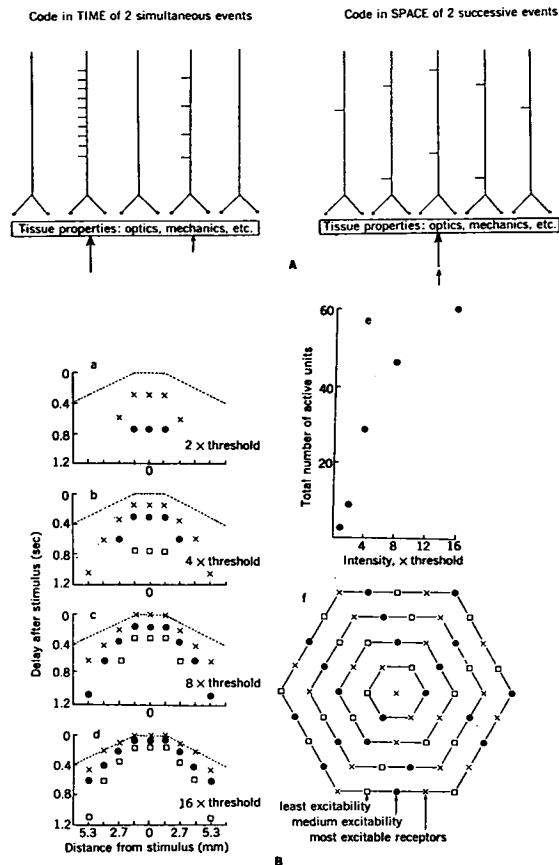 Code in TIME of 2 simultaneous events
Code in SPACE of 2 successive events
Tissue properties: optics, mechanics, etc.
Tissue properties: optics, mechanics, etc.
A
a
0
0.4
0.8
1.2
2 × threshold
0
b
0
0.4
0.8
1.2
4 × threshold
0
c
0
0.4
0.8
1.2
8 × threshold
0
d
0
0.4
0.8
1.2
16 × threshold
5.3 2.7 0 2.7 5.3
Distance from stimulus (mm)
Delay after stimulus (sec)
e
60
40
20
4 8 16
Intensity, × threshold
Total number of active units
f
least excitability
medium excitability
most excitable receptors
B